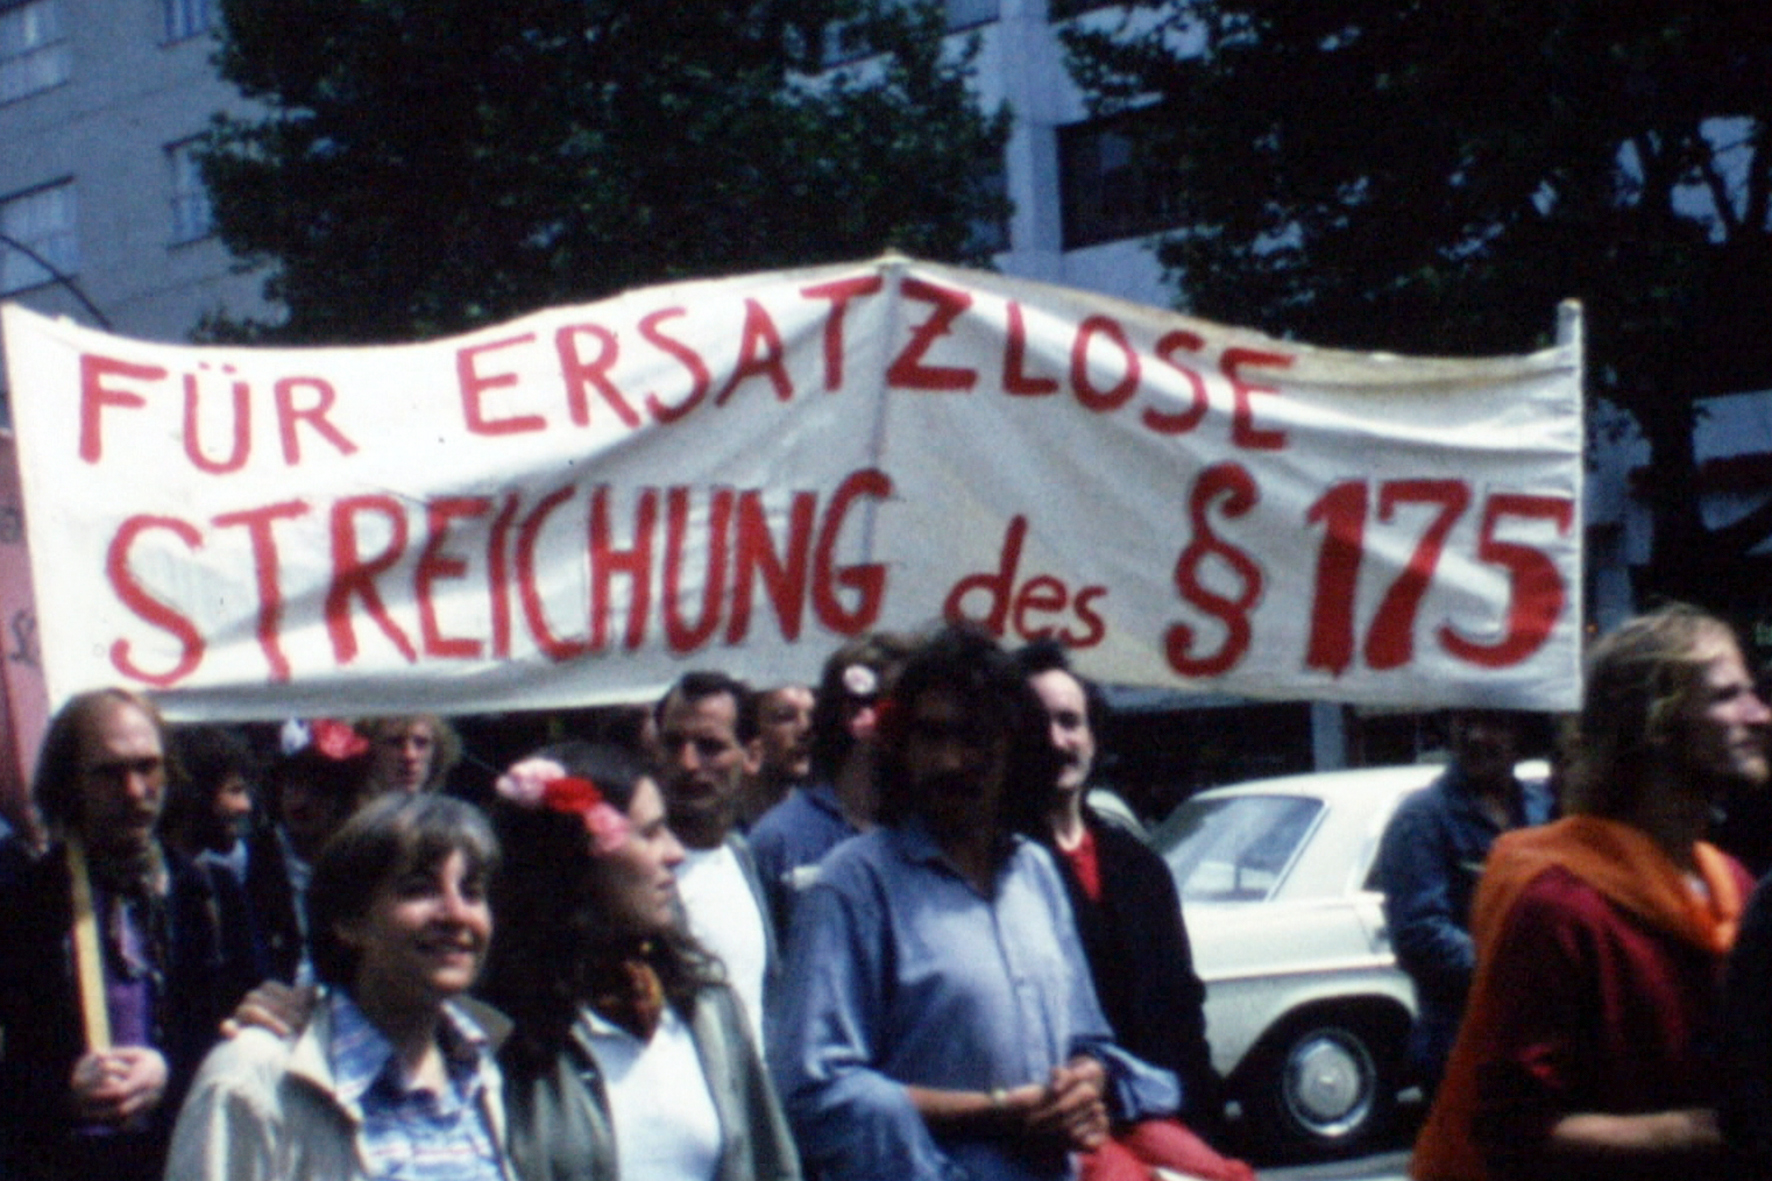 FÜR ERSATZLOSE
STREICHUNG des § 175